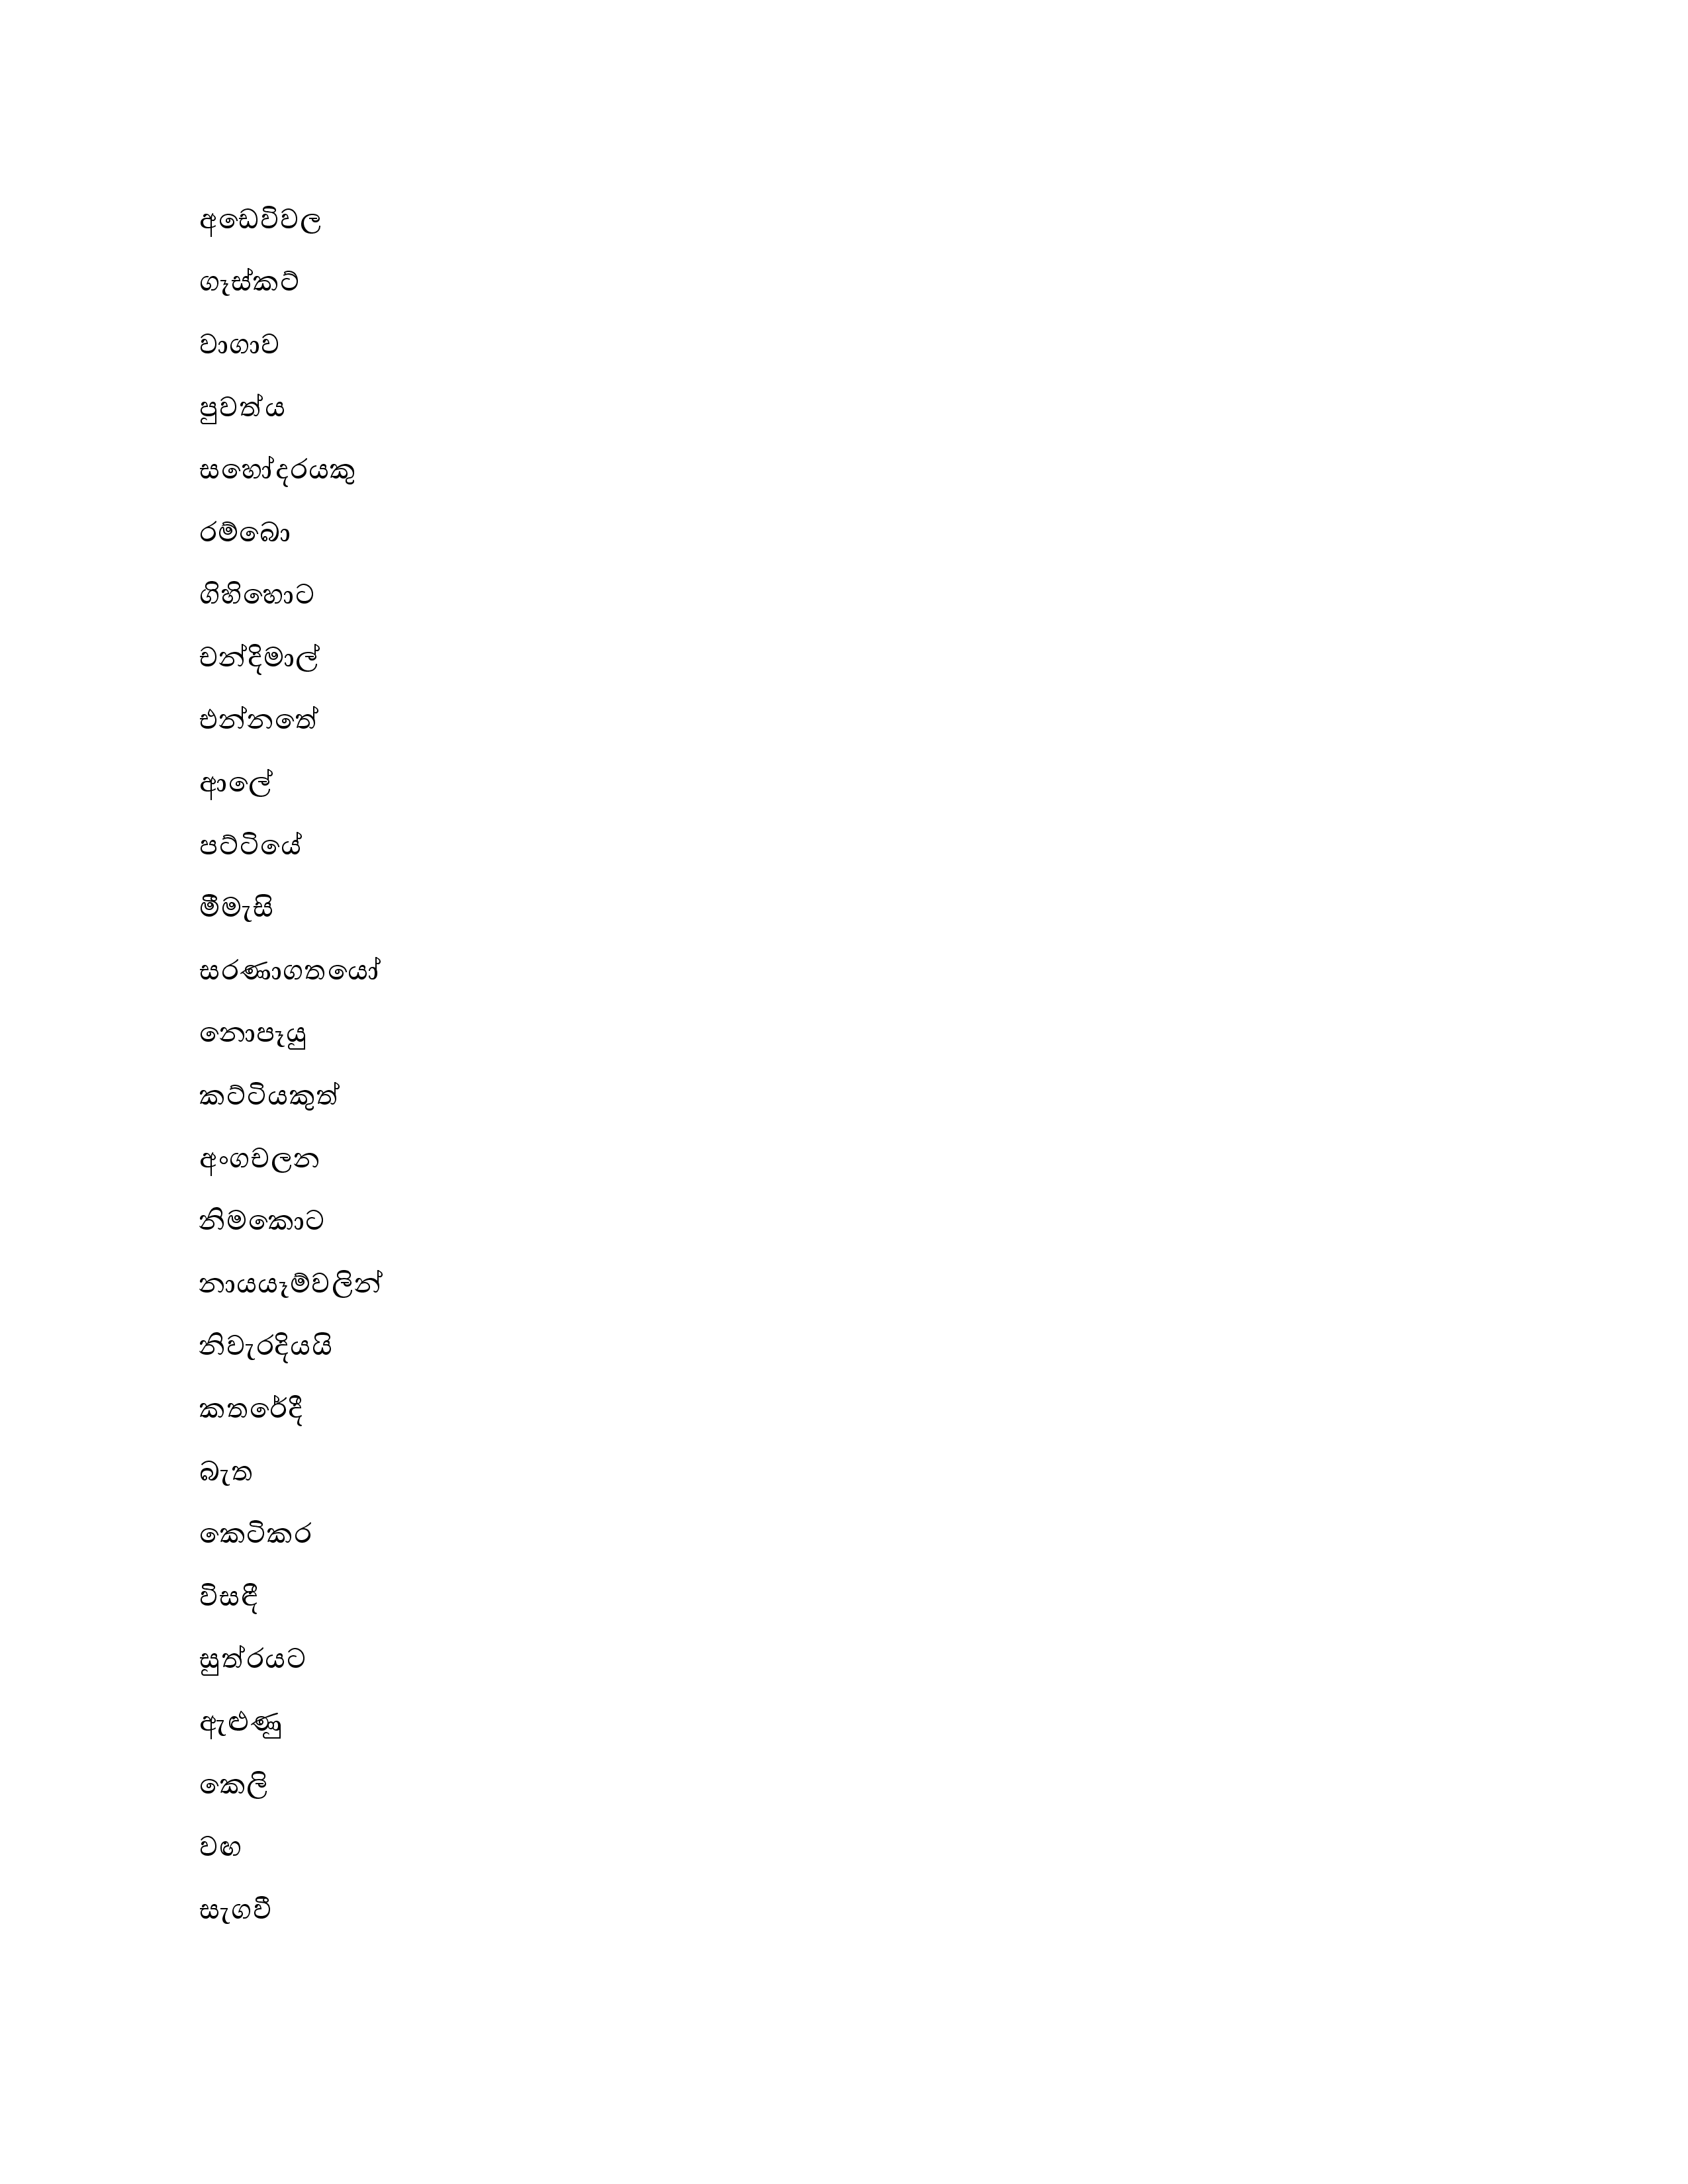 අඩෙවිවල
ගෑස්කට්
වාගාව
පුවත්ය
සහෝදරයකු
රම්බො
ගිහිහොට
චන්දිමාල්
එන්නතේ
ආලේ
පට්ටියේ
මීමැසි
සරණාගතයෝ
නොපෑයු
කට්ටියකුත්
අංගචලන
නිමකොට
නායයෑම්වලින්
නිවැරදියයි
කතරේදී
බැත
කෙටිකර
විසඳී
සුත්රයට
ඇළුණු
කෙලි
වඟ
සැගවී